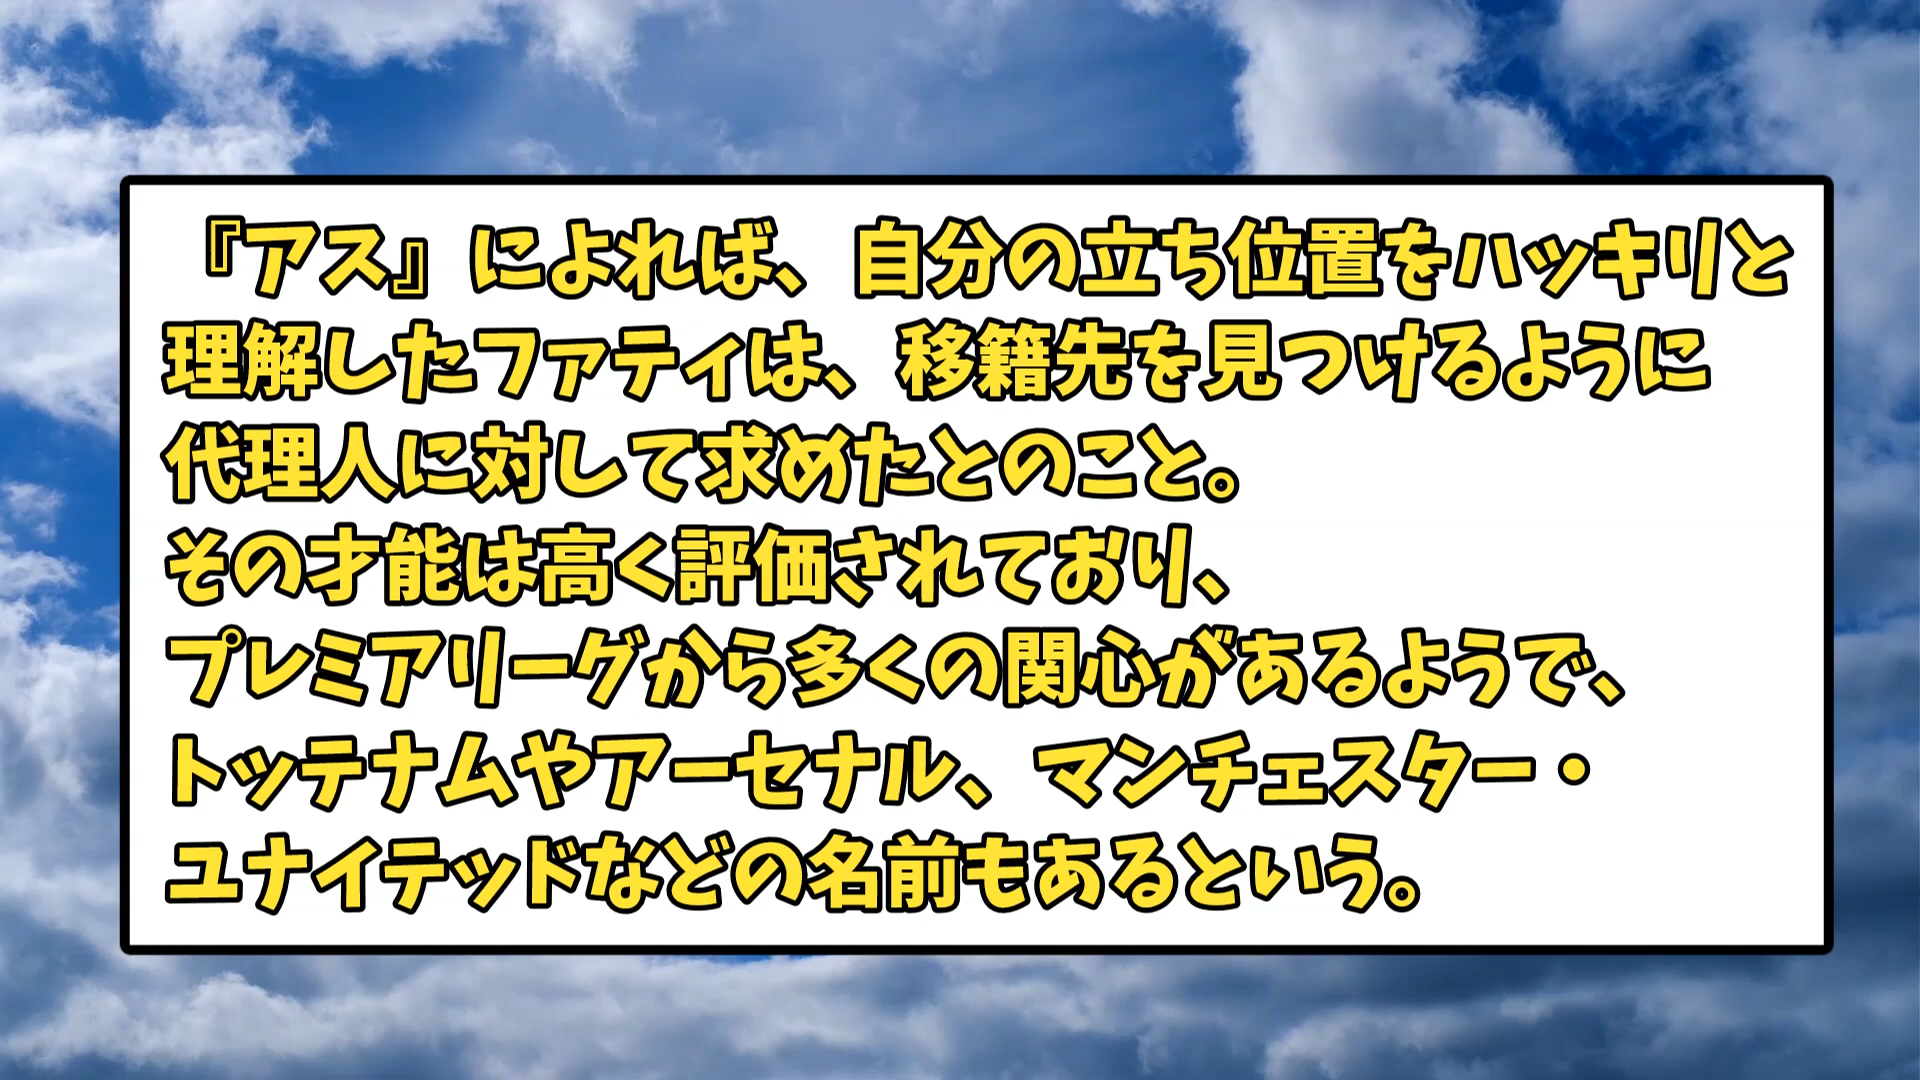 『アス』によれば、自分の立ち位置をハッキリと
理解したファティは、移籍先を見つけるように
代理人に対して求めたとのこと。
その才能は高く評価されており、
プレミアリーグから多くの関心があるようで、
トッテナムやアーセナル、マンチェスター・
ユナイテッドなどの名前もあるという。